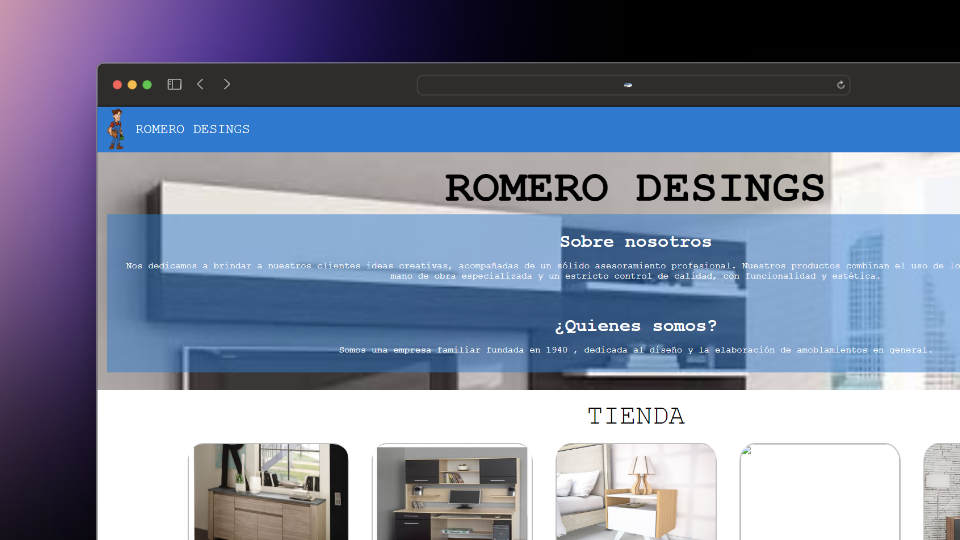 ROMERO DESINGS
ROMERO DESINGS
Sobre nosotros
Nos dedicamos a brindar a nuestros clientes ideas creativas, acompañadas de un sólido asesoramiento profesional. Nuestros productos combinan el uso de
mano de obra especializada y un estricto control de calidad, con funcionalidad y estética.
¿Quienes somos?
Somos una empresa familiar fundada en 1940 , dedicada al diseño y la elaboración de amoblamientos en general.
TIENDA